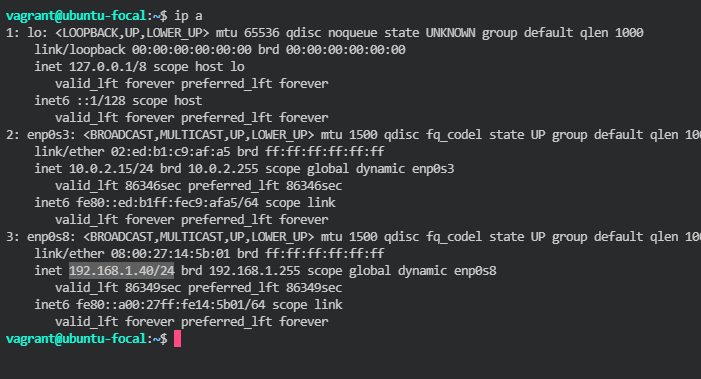 vagrant@ubuntu-focal:~$ ip a
1: lo: <LOOPBACK,UP,LOWER_UP> mtu 65536 qdisc noqueue state UNKNOWN group default qlen 1000
    link/loopback 00:00:00:00:00:00 brd 00:00:00:00:00:00
    inet 127.0.0.1/8 scope host lo
       valid_lft forever preferred_lft forever
    inet6 ::1/128 scope host
       valid_lft forever preferred_lft forever
2: enp0s3: <BROADCAST,MULTICAST,UP,LOWER_UP> mtu 1500 qdisc fq_codel state UP group default qlen
    link/ether 02:ed:b1:c9:af:a5 brd ff:ff:ff:ff:ff:ff
    inet 10.0.2.15/24 brd 10.0.2.255 scope global dynamic enp0s3
       valid_lft 86346sec preferred_lft 86346sec
    inet6 fe80::ed:b1ff:fec9:afa5/64 scope link
       valid_lft forever preferred_lft forever
3: enp0s8: <BROADCAST,MULTICAST,UP,LOWER_UP> mtu 1500 qdisc fq_codel state UP group default qlen
    link/ether 08:00:27:14:5b:01 brd ff:ff:ff:ff:ff:ff
    inet 192.168.1.40/24 brd 192.168.1.255 scope global dynamic enp0s8
       valid_lft 86349sec preferred_lft 86349sec
    inet6 fe80::a00:27ff:fe14:5b01/64 scope link
       valid_lft forever preferred_lft forever
vagrant@ubuntu-focal:~$